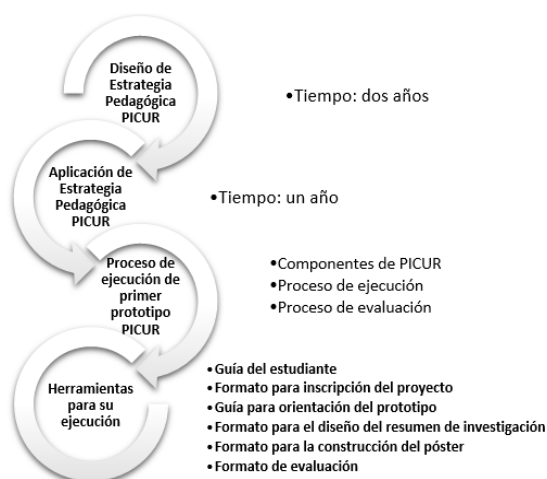 Diseño de
Estrategia
Pedagógica
PICUR
•Tiempo: dos años
Aplicación de
Estrategia
Pedagógica
PICUR
•Tiempo: un año
Proceso de
ejecución de
primer
prototipo
PICUR
•Componentes de PICUR
•Proceso de ejecución
•Proceso de evaluación
Herramientas
para su
ejecución
•Guía del estudiante
•Formato para inscripción del proyecto
•Guía para orientación del prototipo
•Formato para el diseño del resumen de investigación
•Formato para la construcción del póster
•Formato de evaluación